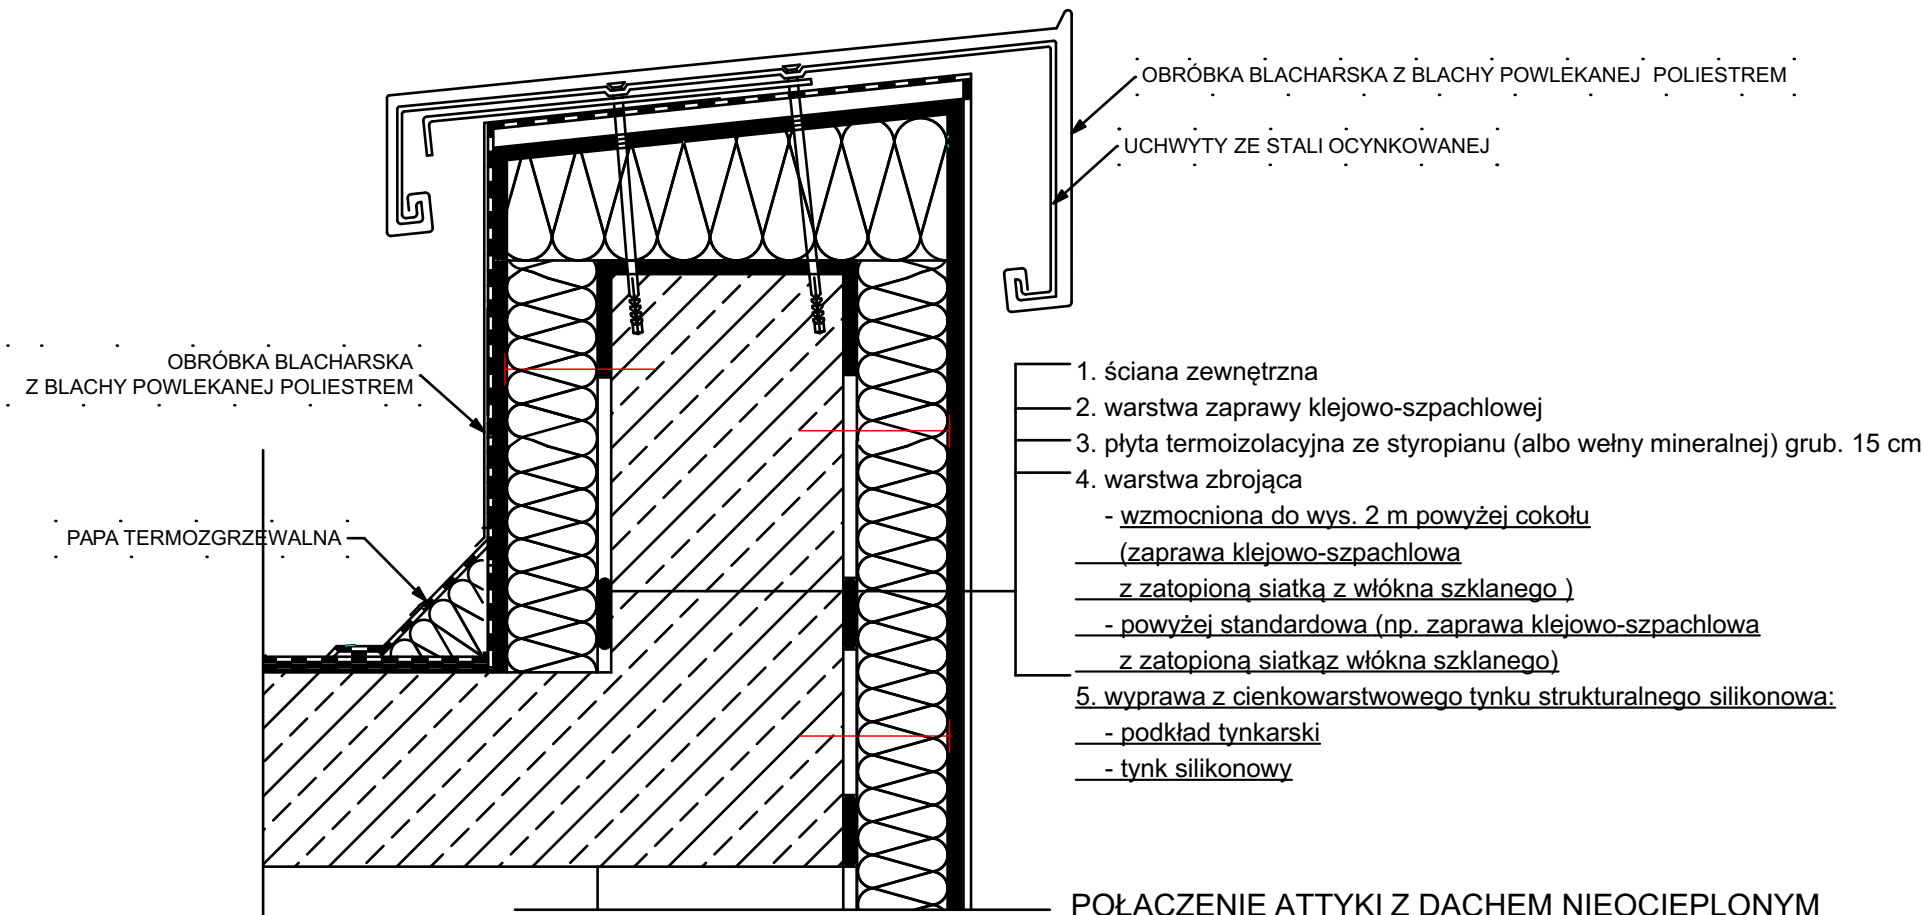 OBRÓBKA BLACHARSKA Z BLACHY POWLEKANEJ POLIESTREM
UCHWYTY ZE STALI OCYNKOWANEJ
OBRÓBKA BLACHARSKA
Z BLACHY POWLEKANEJ POLIESTREM
PAPA TERMOZGRZEWALNA
1. ściana zewnętrzna
2. warstwa zaprawy klejowo-szpachlowej
3. płyta termoizolacyjna ze styropianu (albo wełny mineralnej) grub. 15 cm
4. warstwa zbrojąca
- wzmocniona do wys. 2 m powyżej cokołu
(zaprawa klejowo-szpachlowa
z zatopioną siatką z włókna szklanego )
- powyżej standardowa (np. zaprawa klejowo-szpachlowa
z zatopioną siatkąz włókna szklanego)
5. wyprawa z cienkowarstwowego tynku strukturalnego silikonowa:
- podkład tynkarski
- tynk silikonowy
POŁĄCZENIE ATTYKI Z DACHEM NIEOCIEPLONYM